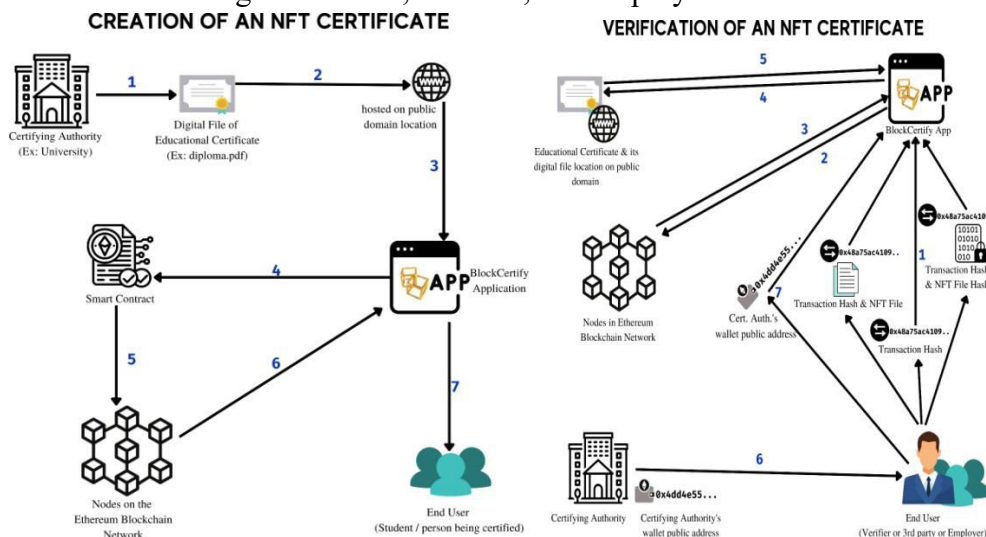 CREATION OF AN NFT CERTIFICATE
1
2
Certifying Authority
(Ex: University)
Digital File of
Educational Certificate
(Ex: diploma.pdf)
hosted on public
domain location
3
Smart Contract
4
APP
BlockCertify
Application
5
6
7
Nodes on the
Ethereum Blockchain
Network
End User
(Student / person being certified)
VERIFICATION OF AN NFT CERTIFICATE
5
4
APP
BlockCertify App
Educational Certificate & its
digital file location on public
domain
3
2
Nodes in Ethereum
Blockchain Network
0x4dd4e55...
7
Cert. Auth.'s
wallet public address
0x48a75ac4109..
Transaction Hash & NFT File
1
0x48a75ac4109..
Transaction Hash
0x48a75ac4109..
10101
01010
1010
010
Transaction Hash
& NFT File Hash
6
0x4dd4e55...
Certifying Authority
Certifying Authority's
wallet public address
End User
(Verifier or 3rd party or Employer)